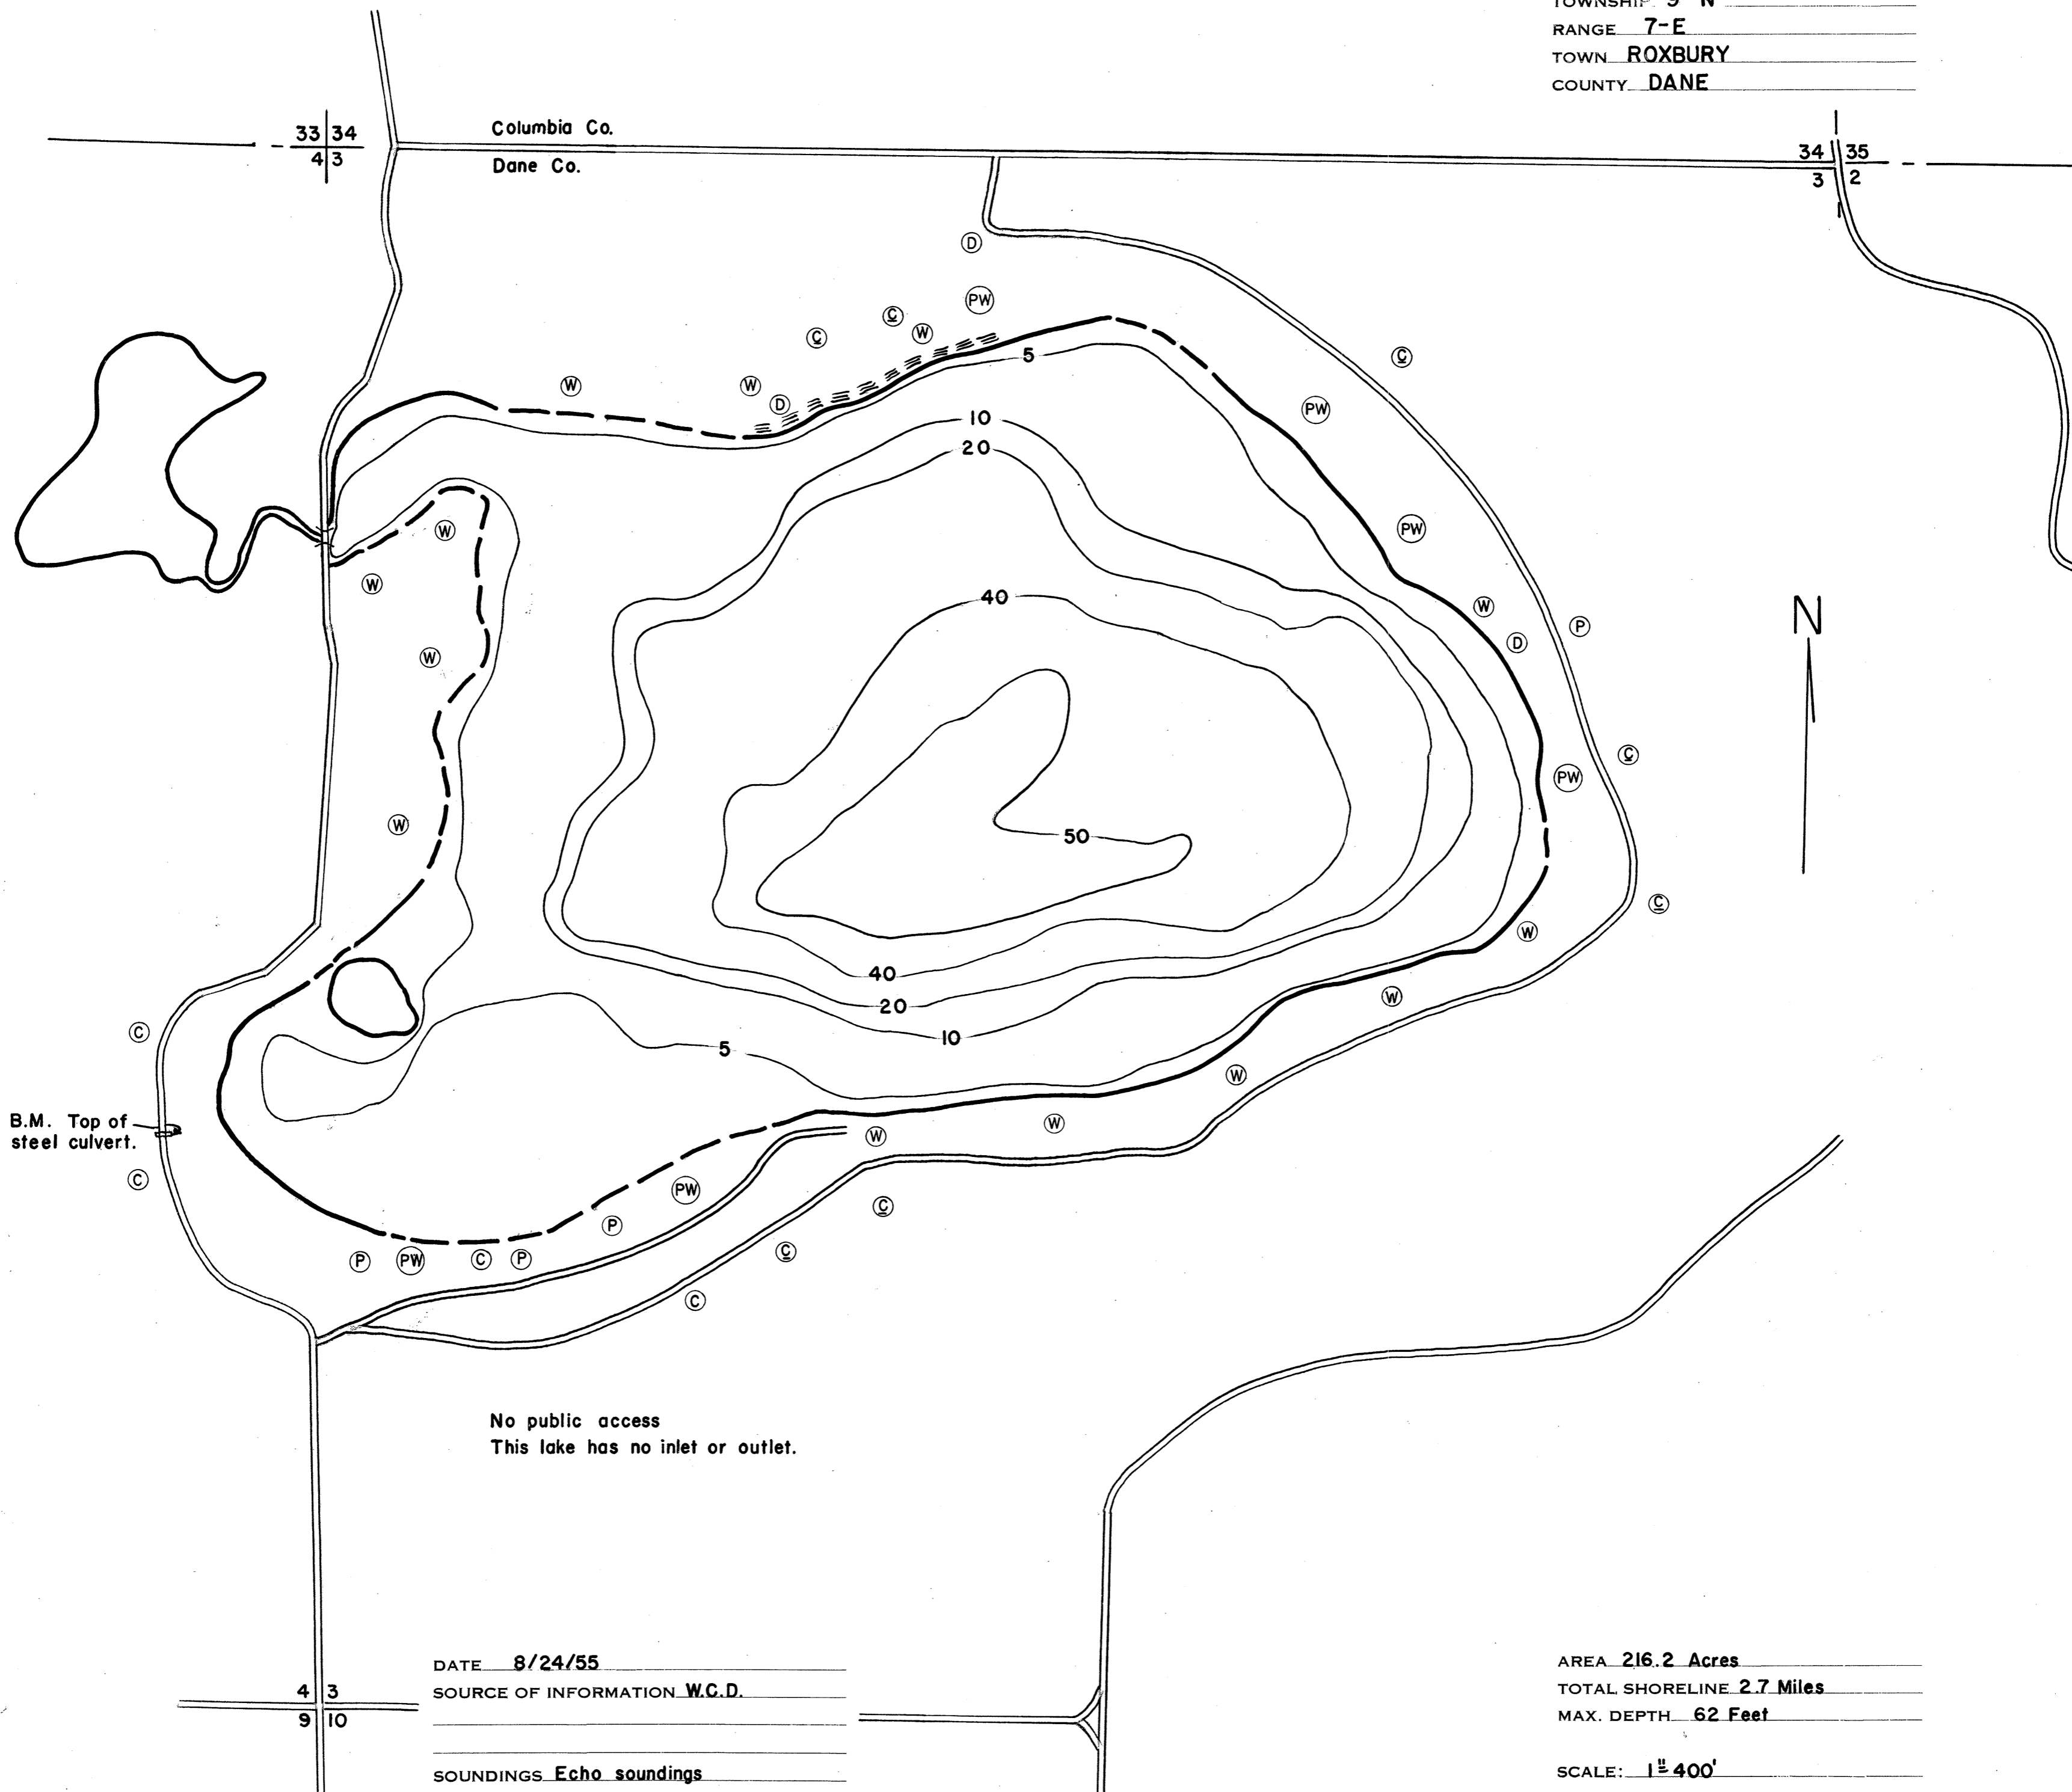 TOWNSHIP 9 N
RANGE 7-E
TOWN ROXBURY
COUNTY DANE
33 34
4 3
Columbia Co.
Dane Co.
34 35
3 2
D
PW
C
C
W
5
W
W
D
C
PW
10
20
W
PW
W
40
W
D
P
N
W
C
PW
W
50
C
W
40
W
20
C
10
5
W
B.M. Top of
steel culvert.
W
W
C
PW
P
C
P
PW
C
P
C
C
No public access
This lake has no inlet or outlet.
DATE 8/24/55
SOURCE OF INFORMATION W.C.D.
4 3
9 10
SOUNDINGS Echo soundings
AREA 216.2 Acres
TOTAL SHORELINE 2.7 Miles
MAX. DEPTH 62 Feet
SCALE: 1"=400'